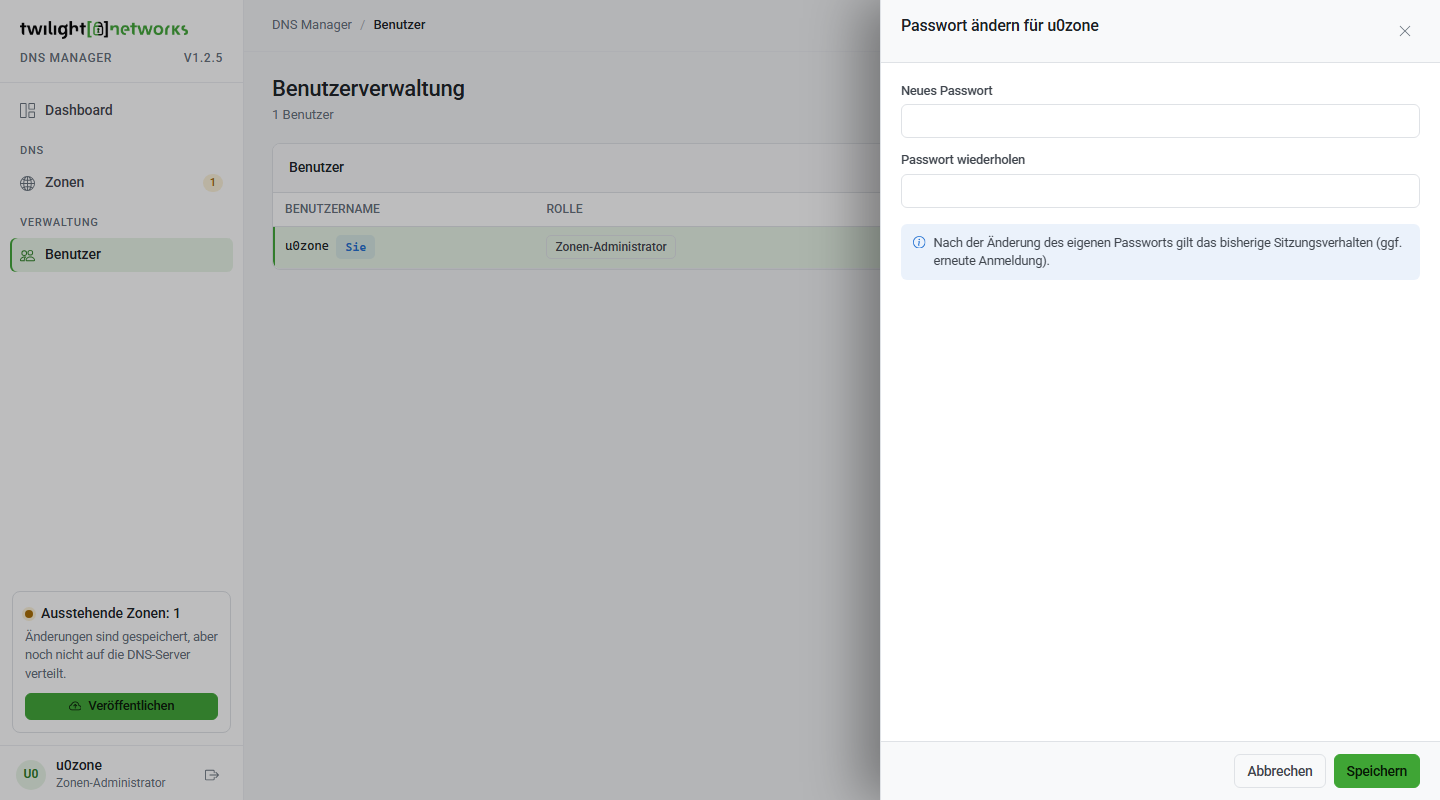 twilight[]networks
DNS MANAGER V1.2.5
Dashboard
DNS
Zonen 1
VERWALTUNG
Benutzer
Ausstehende Zonen: 1
Änderungen sind gespeichert, aber
noch nicht auf die DNS-Server
verteilt.
Veröffentlichen
U0 u0zone
Zonen-Administrator
DNS Manager / Benutzer
Benutzerverwaltung
1 Benutzer
Benutzer
BENUTZERNAME ROLLE
u0zone Sie Zonen-Administrator
Passwort ändern für u0zone
Neues Passwort
Passwort wiederholen
Nach der Änderung des eigenen Passworts gilt das bisherige Sitzungsverhalten (ggf.
erneute Anmeldung).
Abbrechen Speichern